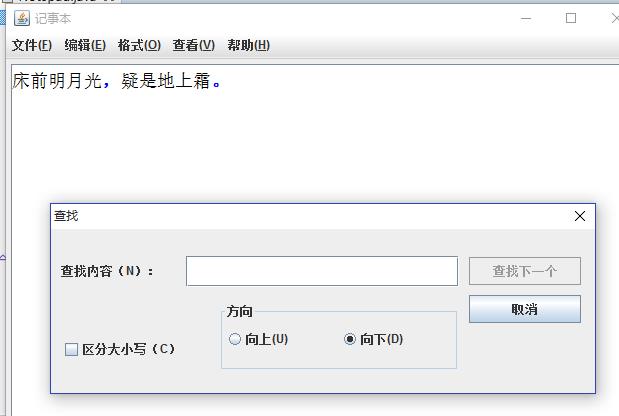 记事本
文件(F) 编辑(E) 格式(O) 查看(V) 帮助(H)
床前明月光，疑是地上霜。
查找
查找内容（N）： 查找下一个
取消
方向
向上(U) 向下(D)
区分大小写（C）